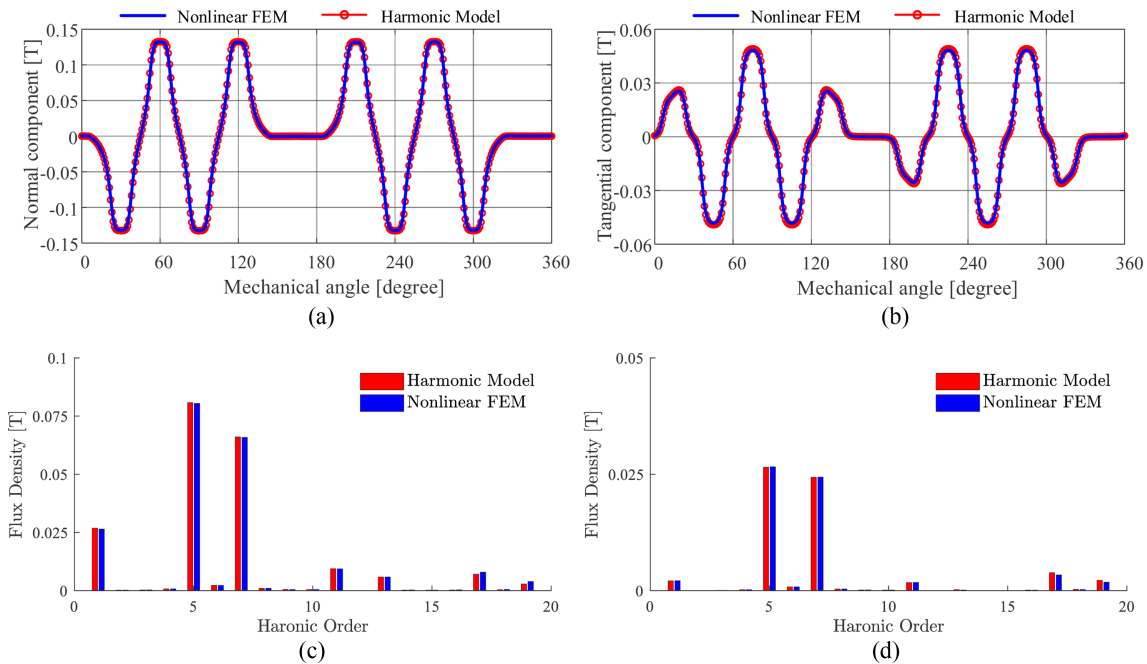 Nonlinear FEM Harmonic Model
Normal component [T]
0.15
0.1
0.05
0
-0.05
-0.1
-0.15
0 60 120 180 240 300 360
Mechanical angle [degree]
(a)
Nonlinear FEM Harmonic Model
Tangential component [T]
0.06
0.03
0
-0.03
-0.06
0 60 120 180 240 300 360
Mechanical angle [degree]
(b)
Flux Density [T]
0.1
0.075
0.05
0.025
0
Harmonic Model
Nonlinear FEM
0 5 10 15 20
Haronic Order
(c)
Flux Density [T]
0.05
0.025
0
Harmonic Model
Nonlinear FEM
0 5 10 15 20
Haronic Order
(d)